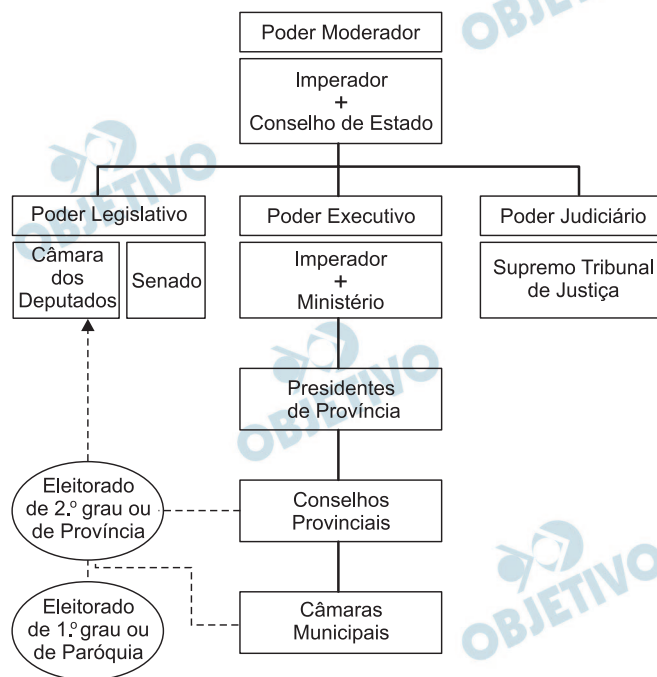 OBJETIVO
Poder Moderador
Imperador
+
Conselho de Estado
OBJETIVO
Poder Legislativo
Poder Executivo
Poder Judiciário
Câmara
dos
Deputados
Senado
Imperador
+
Ministério
Supremo Tribunal
de Justiça
OBJETIVO
Presidentes
de Província
Eleitorado
de 2.º grau ou
de Província
Conselhos
Provinciais
OBJETIVO
Eleitorado
de 1.º grau ou
de Paróquia
Câmaras
Municipais